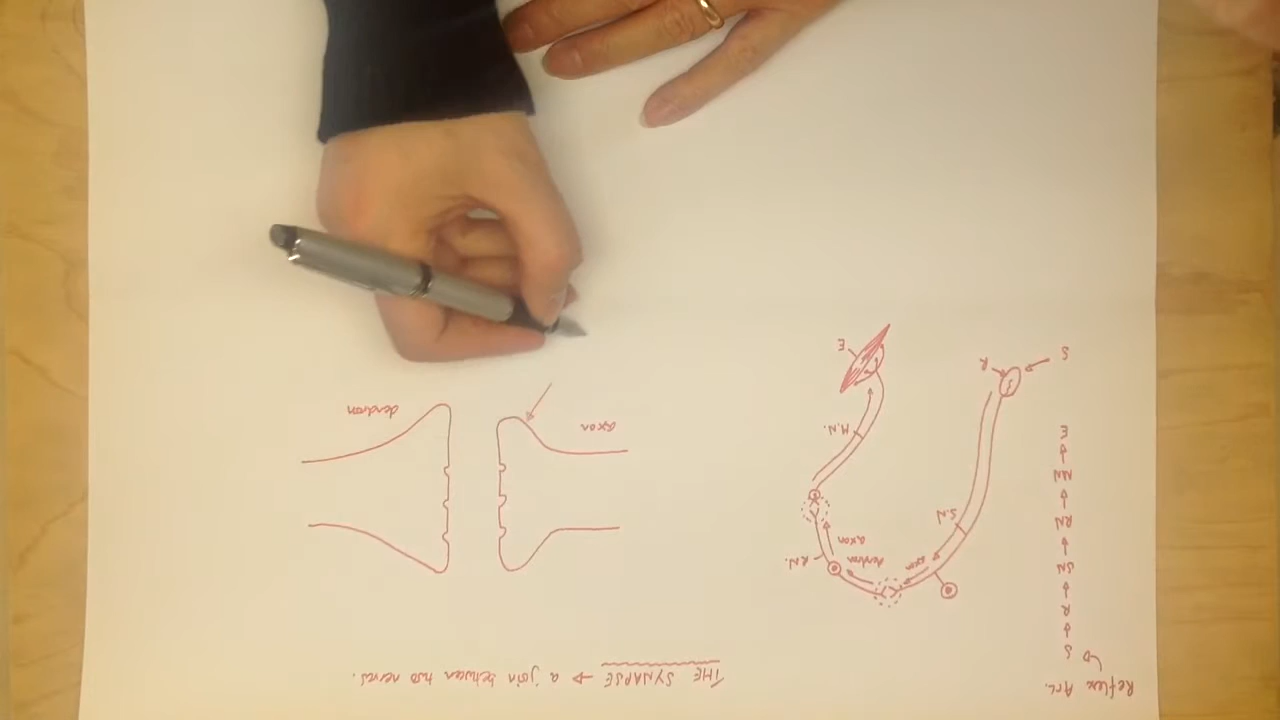 Reflex Arc.
S
R
SN
RN
MN
E
S
R
S.N
axon
dendron
axon
R.N.
M.N.
E
THE SYNAPSE → a join between two nerves.
axon
dendron